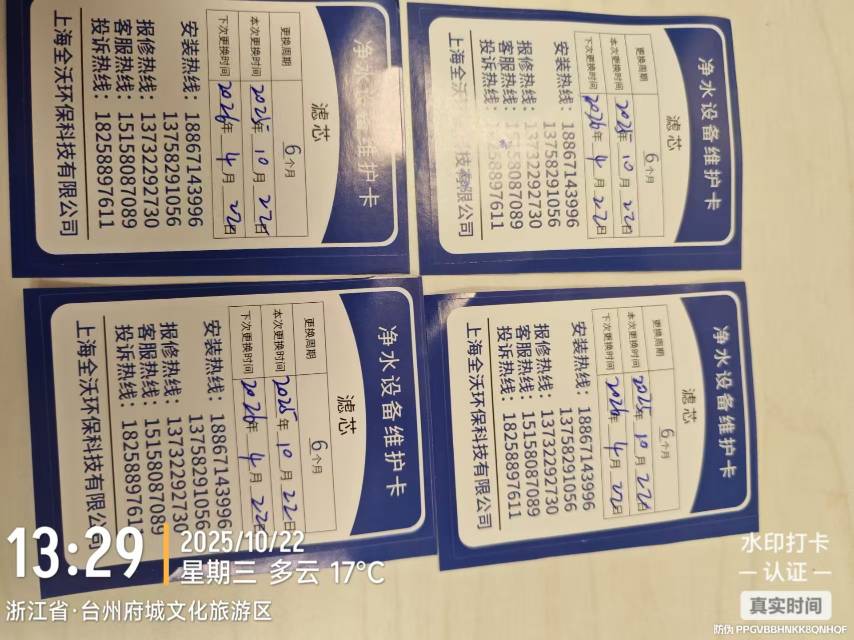 净水设备维护卡
滤芯
更换周期 6个月
本次更换时间 2025年10月22日
下次更换时间 2026年4月22日
安装热线：18867143996
13758291056
报修热线：13732292730
客服热线：15158087089
投诉热线：18258897611
上海全沃环保科技有限公司
净水设备维护卡
滤芯
更换周期 6个月
本次更换时间 2025年10月22日
下次更换时间 2026年4月22日
安装热线：18867143996
13758291056
报修热线：13732292730
客服热线：15158087089
投诉热线：18258897611
上海全沃环保科技有限公司
净水设备维护卡
滤芯
更换周期 6个月
本次更换时间 2025年10月22日
下次更换时间 2026年4月22日
安装热线：18867143996
13758291056
报修热线：13732292730
客服热线：15158087089
投诉热线：18258897611
上海全沃环保科技有限公司
净水设备维护卡
滤芯
更换周期 6个月
本次更换时间 2025年10月22日
下次更换时间 2026年4月22日
安装热线：18867143996
13758291056
报修热线：13732292730
客服热线：15158087089
投诉热线：18258897611
上海全沃环保科技有限公司
13:29
2025/10/22
星期三 多云 17°C
浙江省·台州府城文化旅游区
水印打卡
认证
真实时间
防伪 PPGVBBHNKK8QNHQF